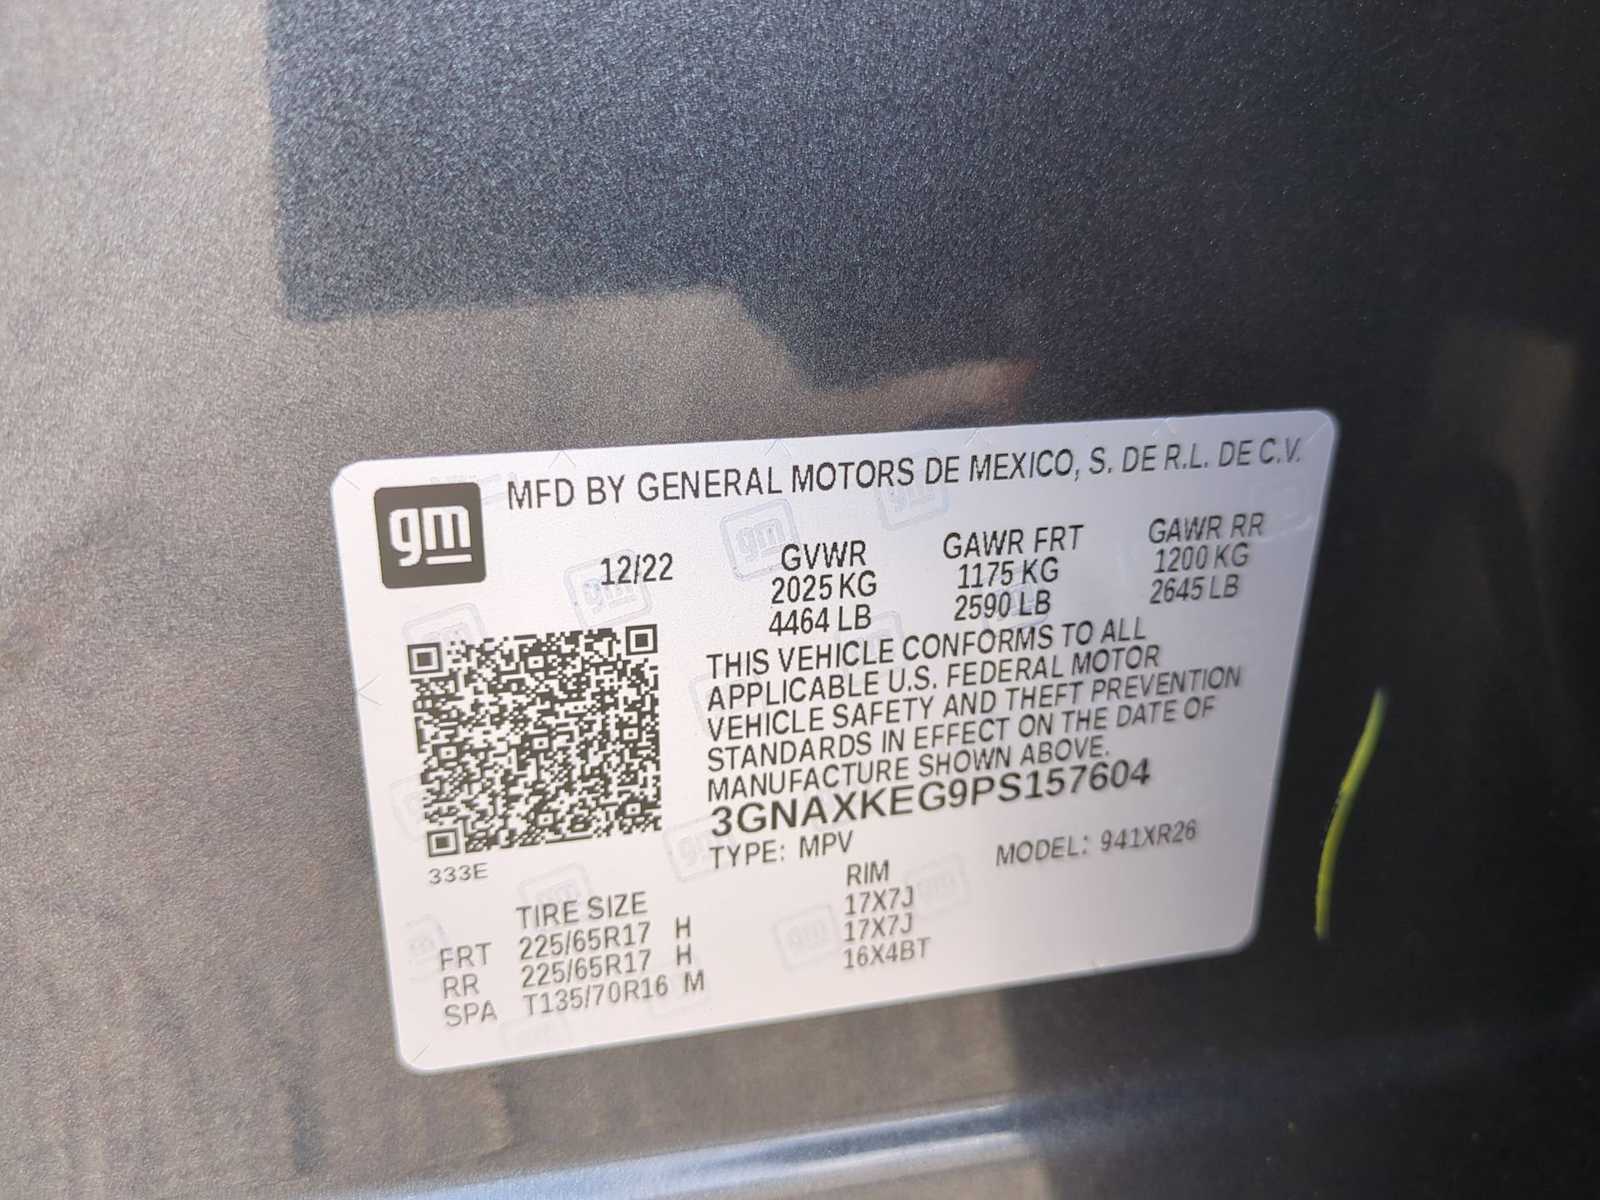 gm
MFD BY GENERAL MOTORS DE MEXICO, S. DE R.L. DE C.V.
12/22
GVWR
2025 KG
4464 LB
GAWR FRT
1175 KG
2590 LB
GAWR RR
1200 KG
2645 LB
THIS VEHICLE CONFORMS TO ALL
APPLICABLE U.S. FEDERAL MOTOR
VEHICLE SAFETY AND THEFT PREVENTION
STANDARDS IN EFFECT ON THE DATE OF
MANUFACTURE SHOWN ABOVE.
3GNAXKEG9PS157604
TYPE: MPV
MODEL: 941XR26
333E
TIRE SIZE
RIM
FRT 225/65R17 H 17X7J
RR 225/65R17 H 17X7J
SPA T135/70R16 M 16X4BT